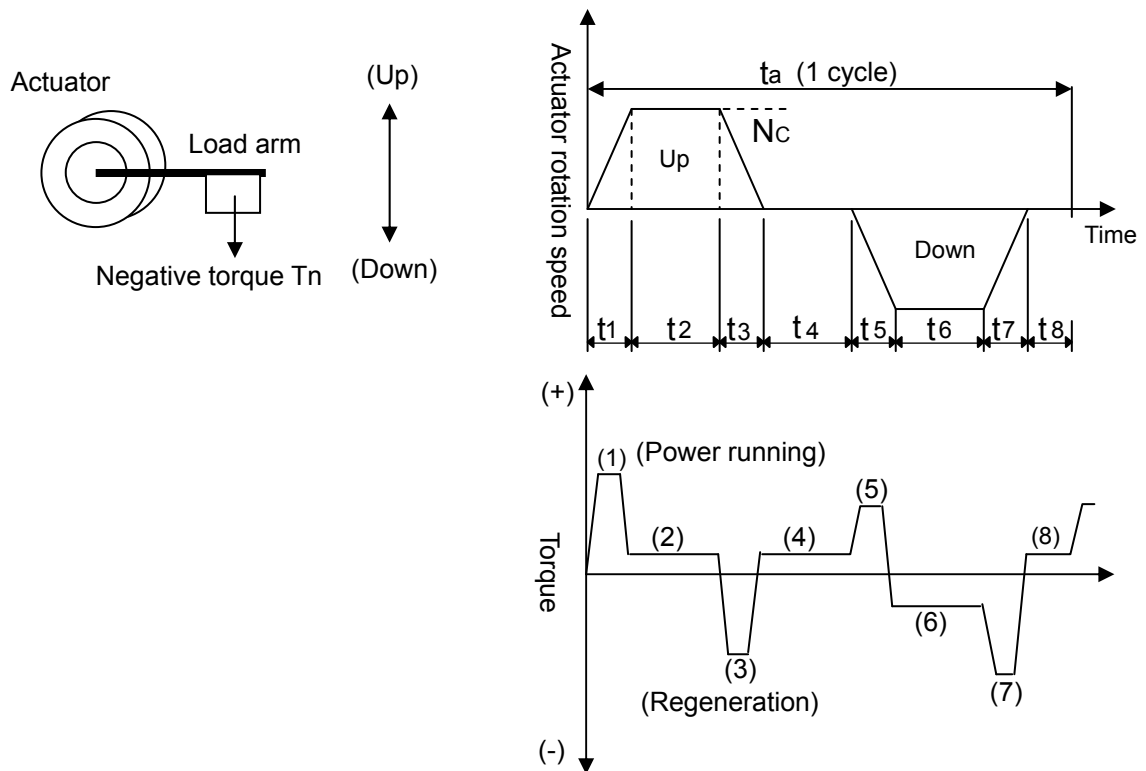 Actuator
Load arm
Negative torque Tn
(Up)
(Down)
Actuator rotation speed
ta (1 cycle)
Nc
Up
Down
Time
t1 t2 t3 t4 t5 t6 t7 t8
(+)
Torque
(-)
(1) (Power running)
(2)
(3)
(Regeneration)
(4)
(5)
(6)
(7)
(8)